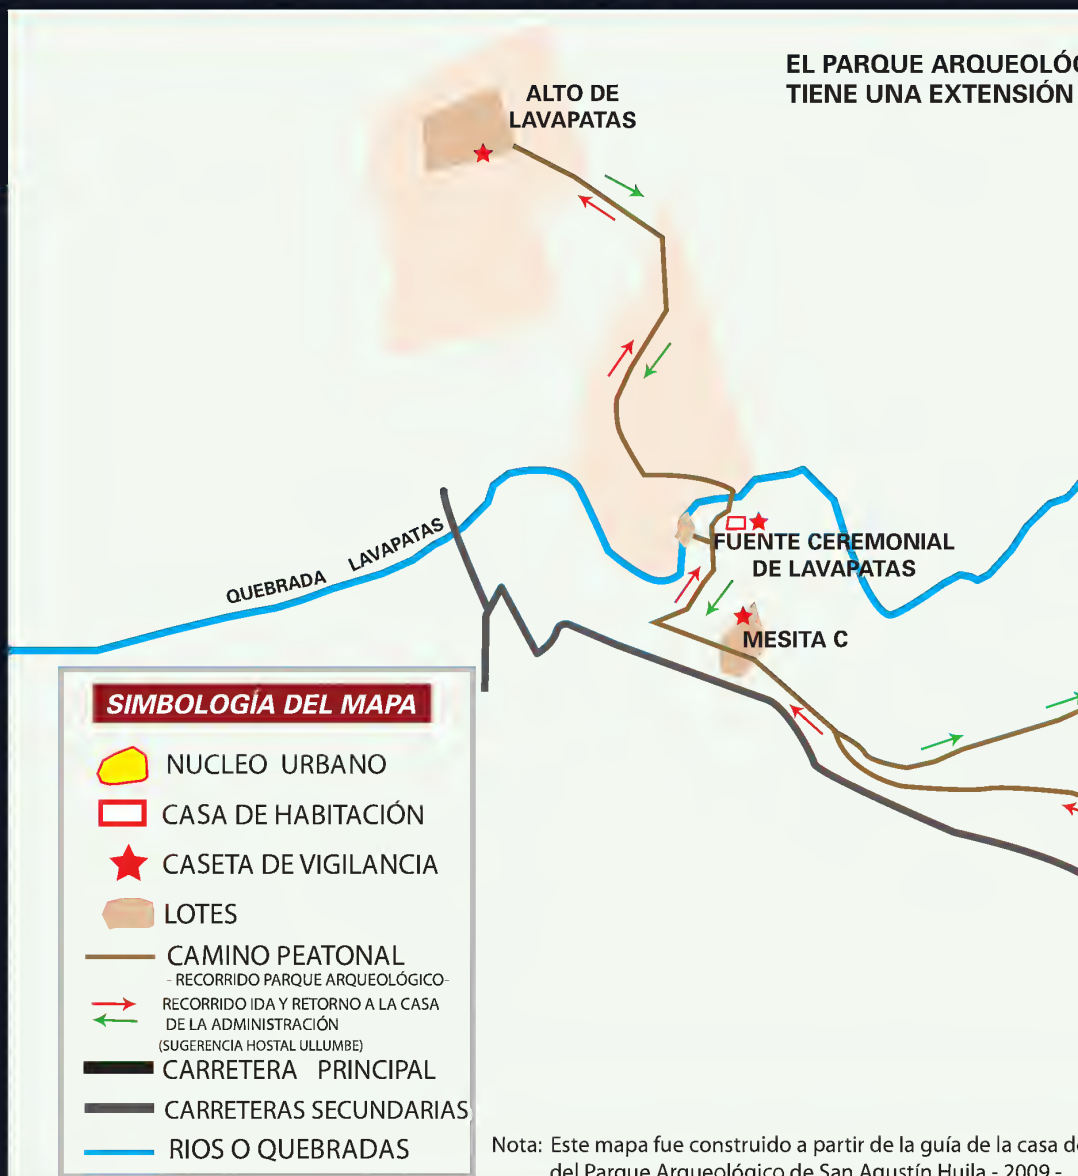 EL PARQUE ARQUEOLÓG
TIENE UNA EXTENSIÓN
ALTO DE
LAVAPATAS
QUEBRADA LAVAPATAS
FUENTE CEREMONIAL
DE LAVAPATAS
MESITA C
SIMBOLOGÍA DEL MAPA
NUCLEO URBANO
CASA DE HABITACIÓN
CASETA DE VIGILANCIA
LOTES
CAMINO PEATONAL
- RECORRIDO PARQUE ARQUEOLÓGICO-
RECORRIDO IDA Y RETORNO A LA CASA
DE LA ADMINISTRACIÓN
(SUGERENCIA HOSTAL ULLUMBE)
CARRETERA PRINCIPAL
CARRETERAS SECUNDARIAS
RIOS O QUEBRADAS
Nota: Este mapa fue construido a partir de la guía de la casa de
del Parque Arqueológico de San Agustín Huila - 2009 -